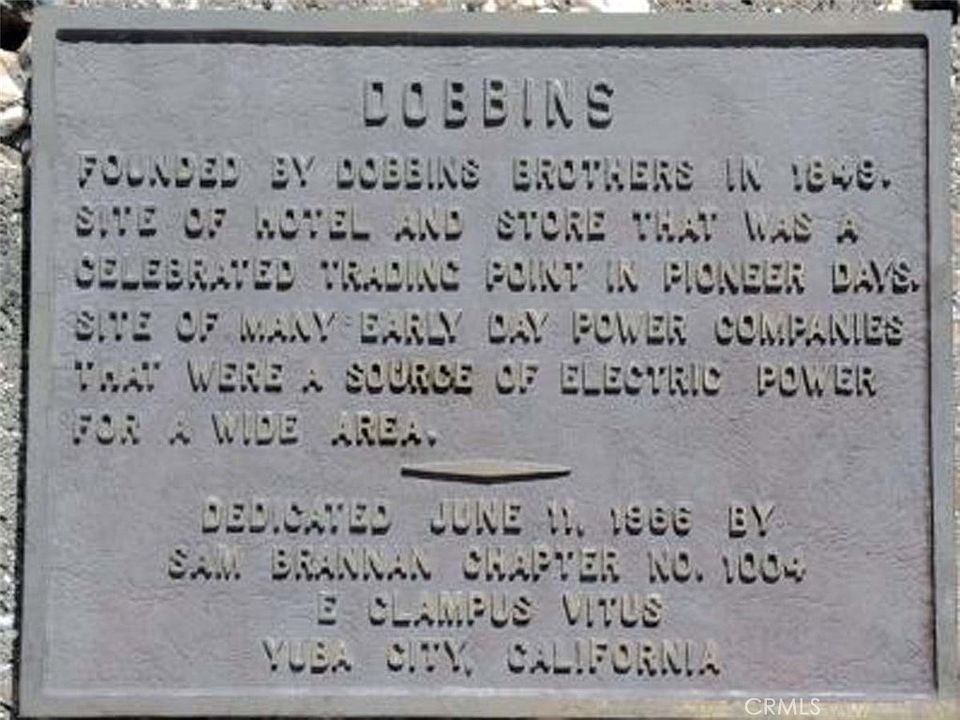 DOBBINS
FOUNDED BY DOBBINS BROTHERS IN 1849.
SITE OF HOTEL AND STORE THAT WAS A
CELEBRATED TRADING POINT IN PIONEER DAYS.
SITE OF MANY EARLY DAY POWER COMPANIES
THAT WERE A SOURCE OF ELECTRIC POWER
FOR A WIDE AREA.
DEDICATED JUNE 11, 1966 BY
SAM BRANNAN CHAPTER NO. 1004
E CLAMPUS VITUS
YUBA CITY, CALIFORNIA
CRMLS